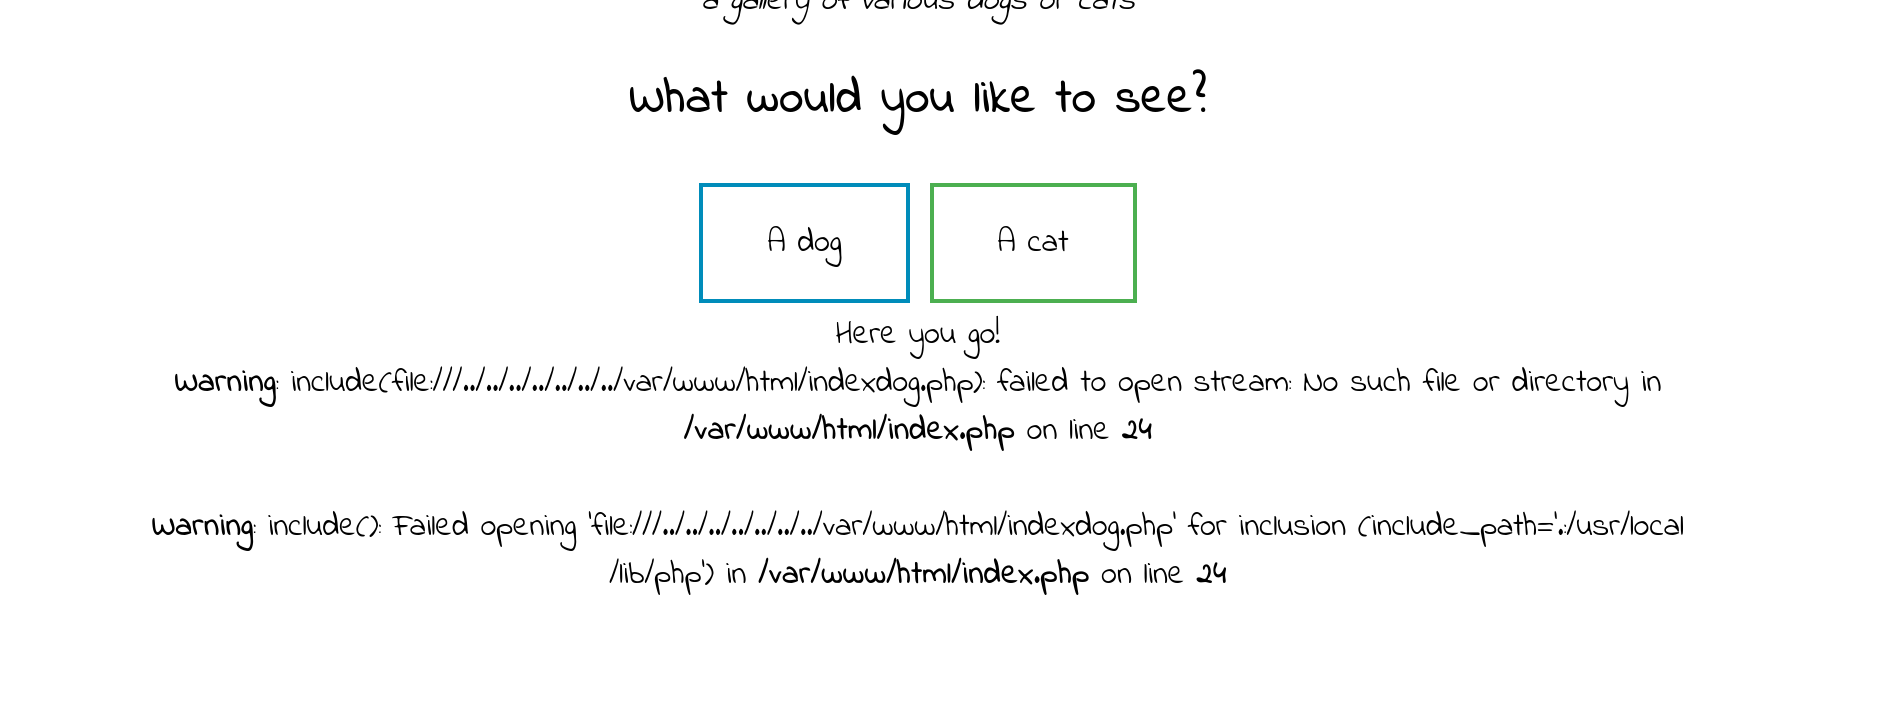 a gallery of various dogs or cats
What would you like to see?
A dog
A cat
Here you go!
Warning: include(file:///../../../../../../../var/www/html/indexdog.php): failed to open stream: No such file or directory in
/var/www/html/index.php on line 24
Warning: include(): Failed opening 'file:///../../../../../../../var/www/html/indexdog.php' for inclusion (include_path='.:/usr/local
/lib/php') in /var/www/html/index.php on line 24